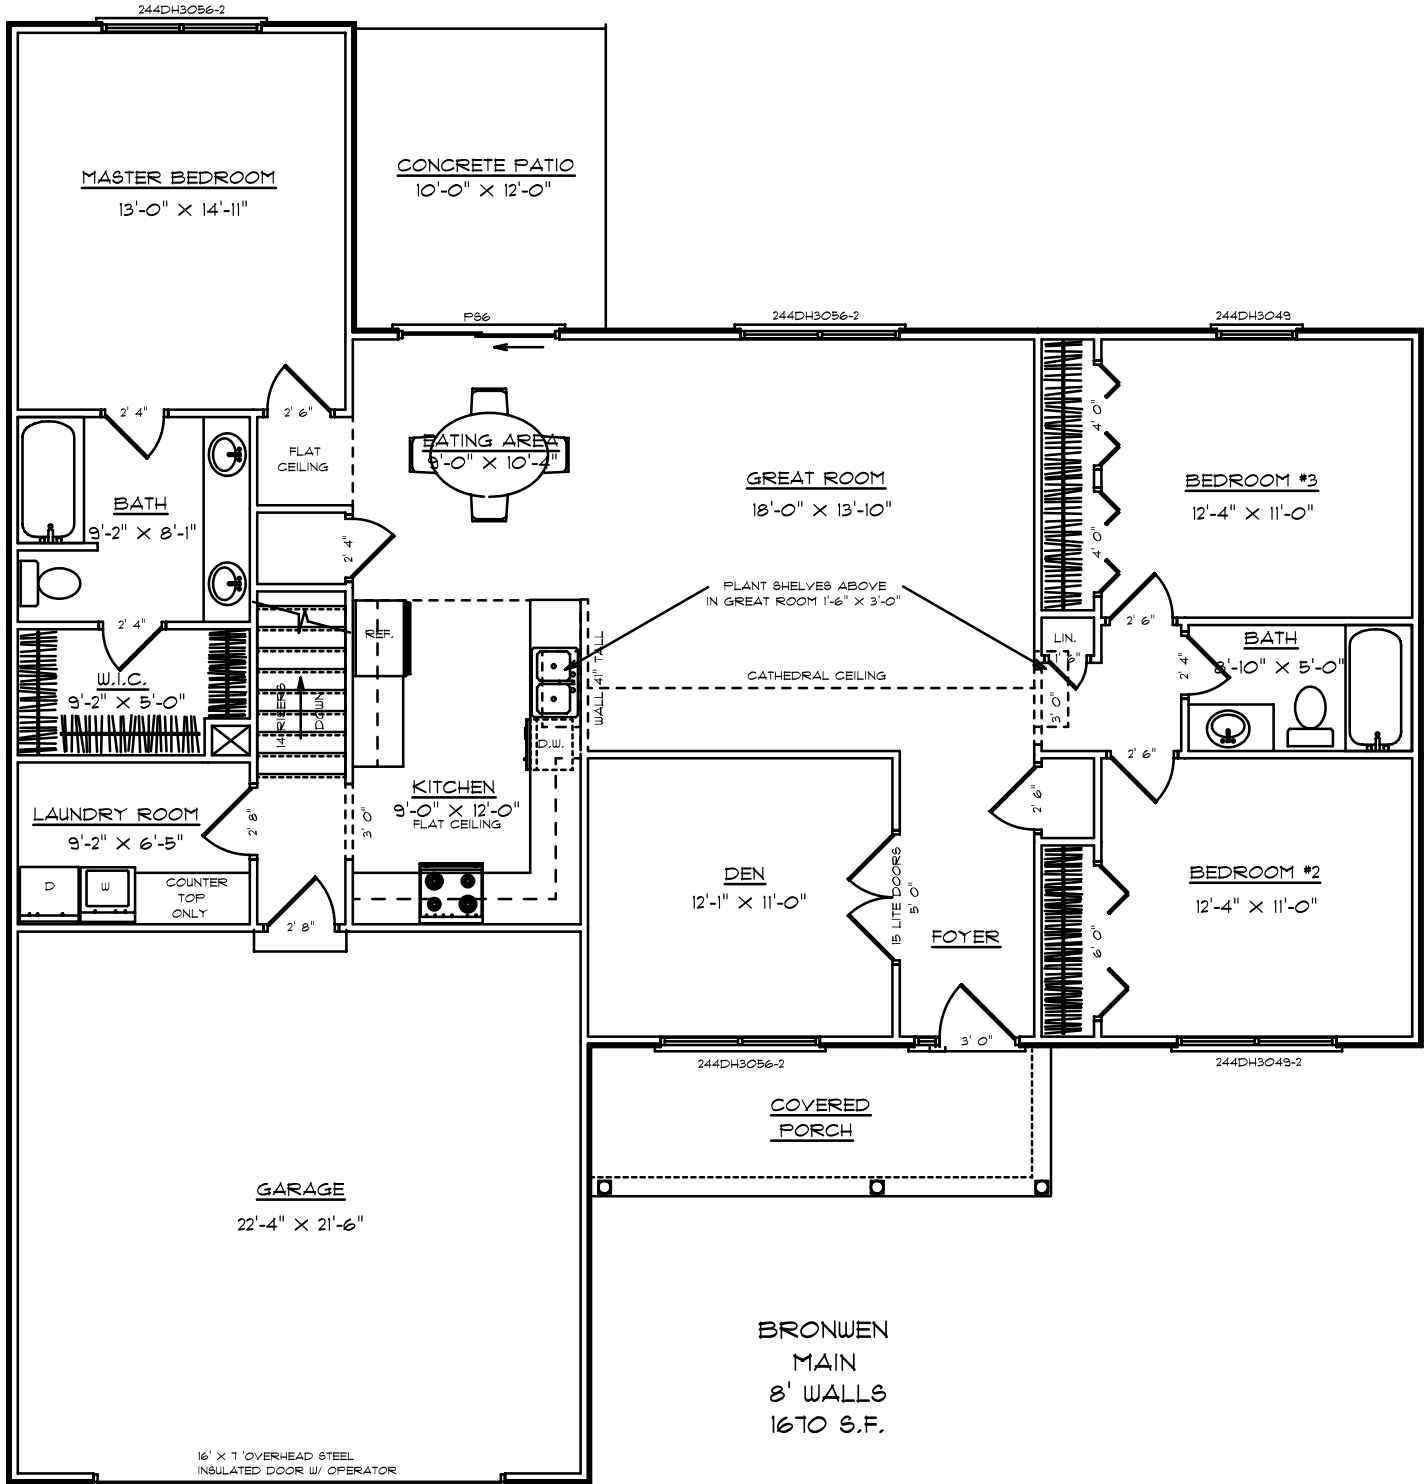 244DH3056-2
MASTER BEDROOM
13'-0" X 14'-11"
CONCRETE PATIO
10'-0" X 12'-0"
PS6
244DH3056-2
244DH3049
2' 4"
2' 6"
FLAT
CEILING
EATING AREA
9'-0" X 10'-4"
GREAT ROOM
18'-0" X 13'-10"
4' 0"
4' 0"
BEDROOM #3
12'-4" X 11'-0"
BATH
9'-2" X 8'-1"
2' 4"
PLANT SHELVES ABOVE
IN GREAT ROOM 1'-6" X 3'-0"
2' 4"
REF.
2' 6"
LIN.
1' 6"
BATH
8'-10" X 5'-0"
2' 4"
W.I.C.
9'-2" X 5'-0"
14 RISERS
DOWN
WALL 41" TALL
CATHEDRAL CEILING
3' 0"
D.W.
2' 6"
KITCHEN
9'-0" X 12'-0"
FLAT CEILING
3' 0"
LAUNDRY ROOM
9'-2" X 6'-5"
2' 8"
2' 6"
D
W
COUNTER
TOP
ONLY
2' 8"
DEN
12'-1" X 11'-0"
15 LITE DOORS
5' 0"
FOYER
BEDROOM #2
12'-4" X 11'-0"
6' 0"
3' 0"
244DH3056-2
244DH3049-2
COVERED
PORCH
GARAGE
22'-4" X 21'-6"
BRONWEN
MAIN
8' WALLS
1670 S.F.
16' X 7 'OVERHEAD STEEL
INSULATED DOOR W/ OPERATOR